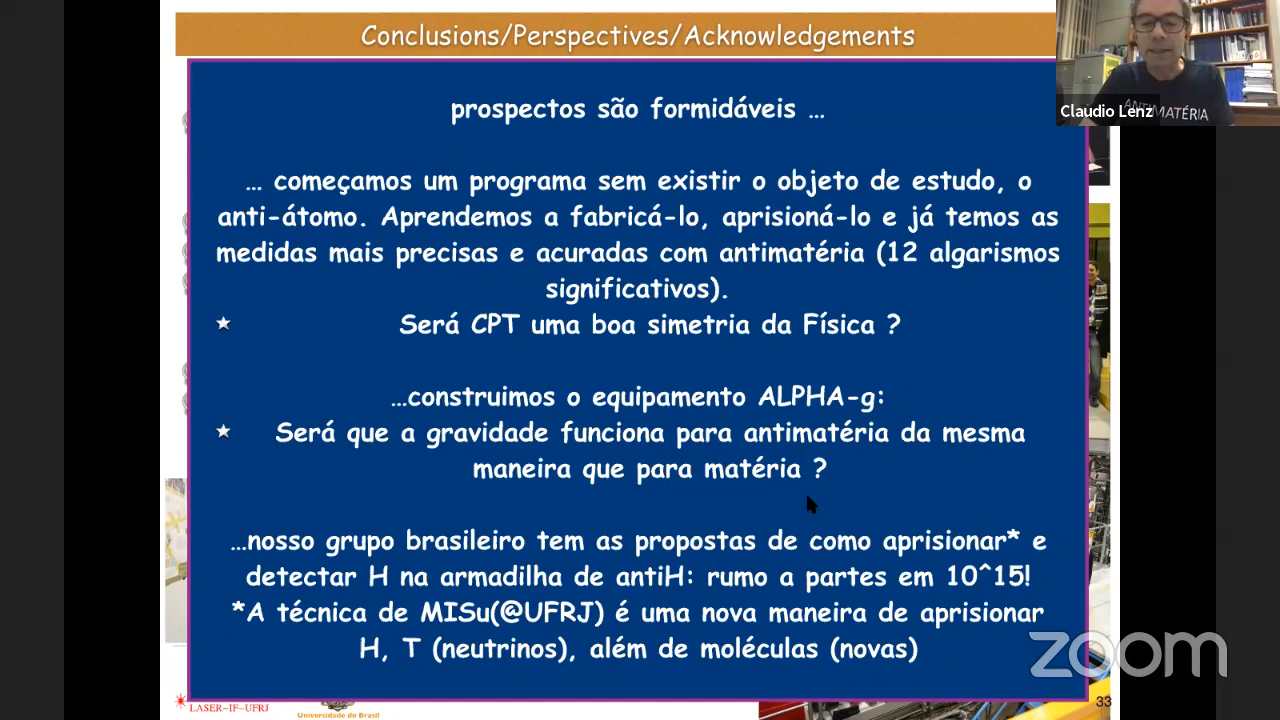 Conclusions/Perspectives/Acknowledgements
Claudio Lenz
ANTIMATÉRIA
prospectos são formidáveis ...
... começamos um programa sem existir o objeto de estudo, o
anti-átomo. Aprendemos a fabricá-lo, aprisioná-lo e já temos as
medidas mais precisas e acuradas com antimatéria (12 algarismos
significativos).
Será CPT uma boa simetria da Física ?
...construimos o equipamento ALPHA-g:
Será que a gravidade funciona para antimatéria da mesma
maneira que para matéria ?
...nosso grupo brasileiro tem as propostas de como aprisionar* e
detectar H na armadilha de antiH: rumo a partes em 10^15!
*A técnica de MISu(@UFRJ) é uma nova maneira de aprisionar
H, T (neutrinos), além de moléculas (novas)
zoom
LASER-IF-UFRJ
Universidade do Brasil
33